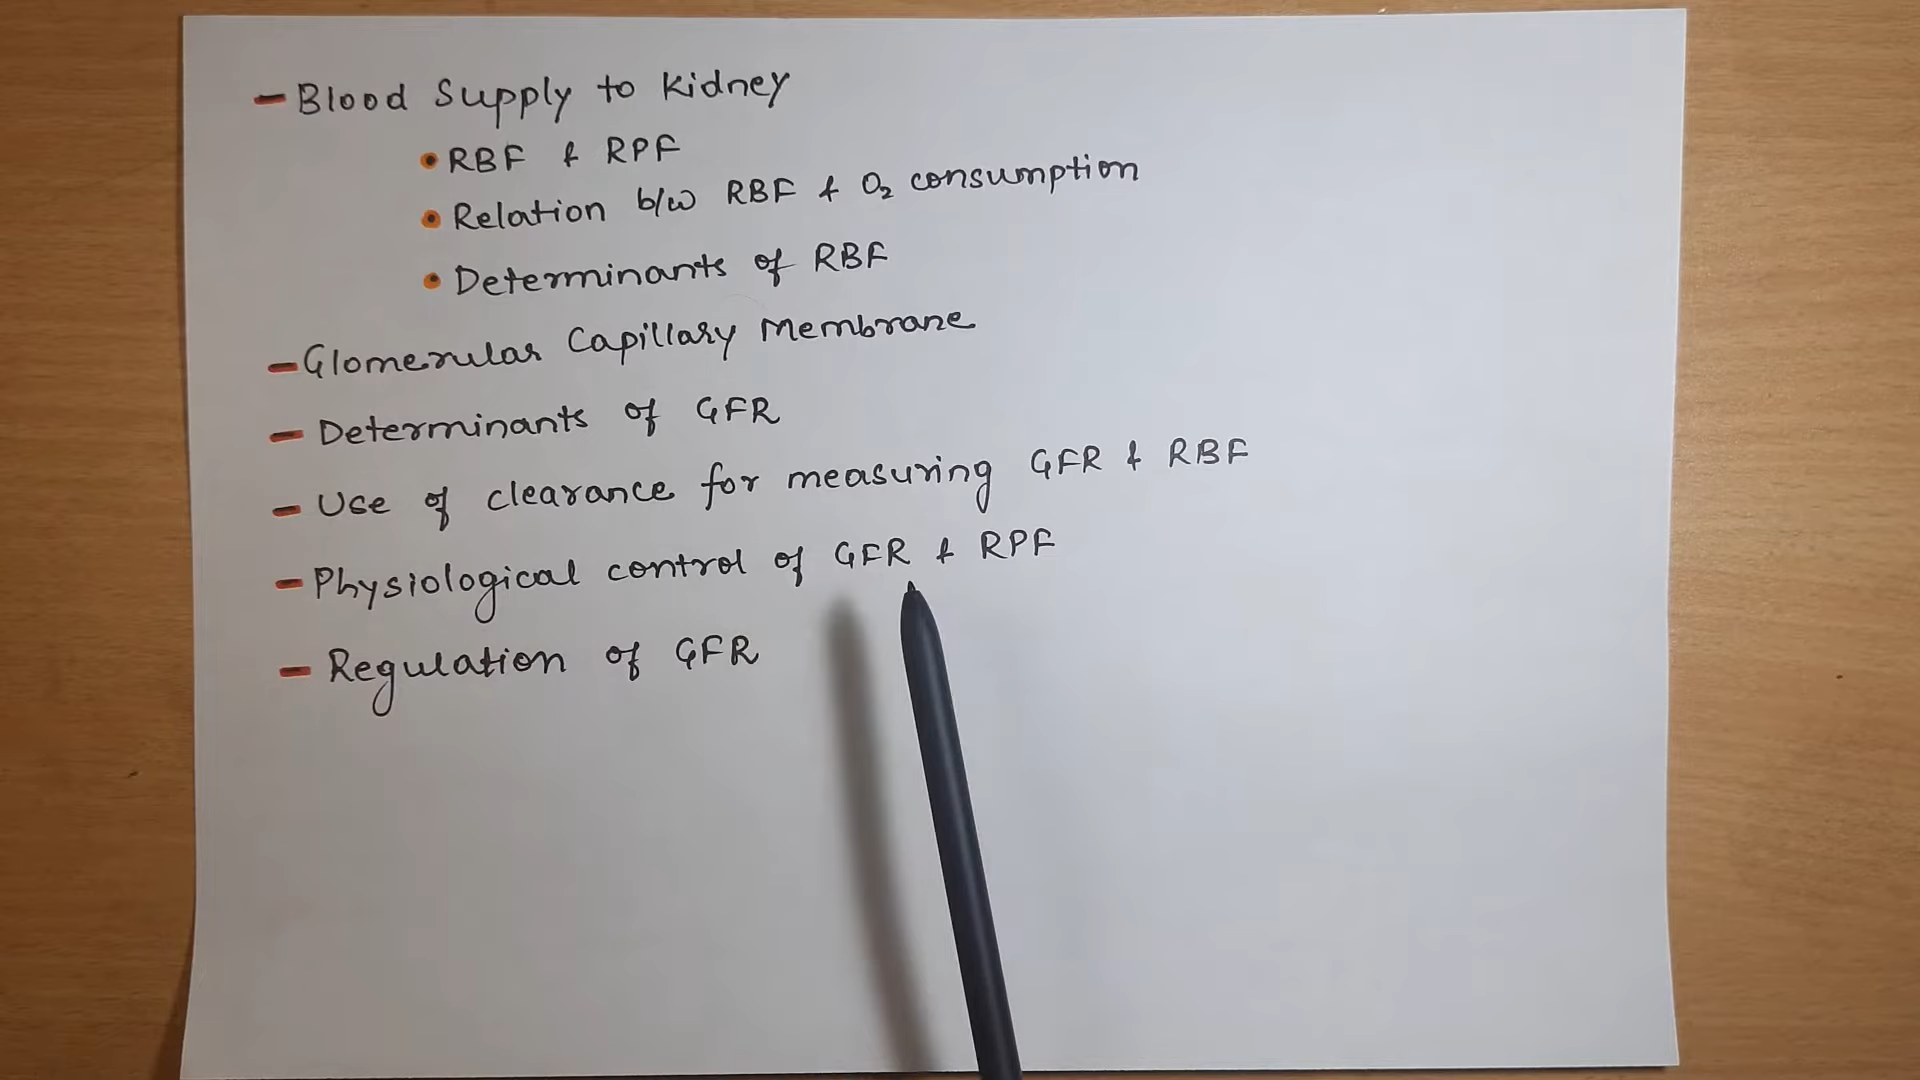 - Blood Supply to Kidney
• RBF & RPF
• Relation b/w RBF & O₂ consumption
• Determinants of RBF
- Glomerular Capillary Membrane
- Determinants of GFR
- Use of clearance for measuring GFR & RBF
- Physiological control of GFR & RPF
- Regulation of GFR